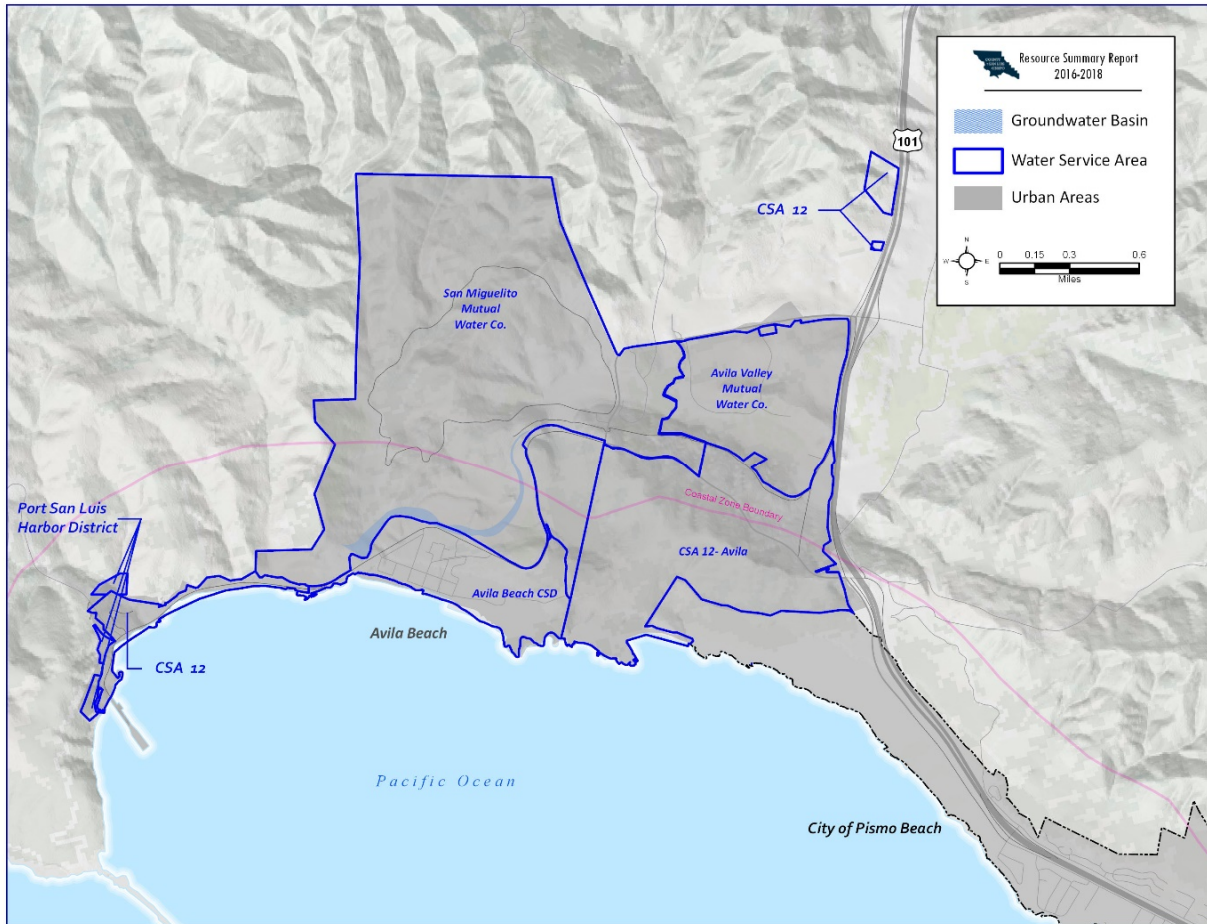 Resource Summary Report
2016-2018
Groundwater Basin
Water Service Area
Urban Areas
N
W
E
S
0 0.15 0.3 0.6
Miles
101
CSA 12
San Miguelito
Mutual
Water Co.
Avila Valley
Mutual
Water Co.
Coastal Zone Boundary
Port San Luis
Harbor District
CSA 12- Avila
Avila Beach CSD
Avila Beach
CSA 12
Pacific Ocean
City of Pismo Beach